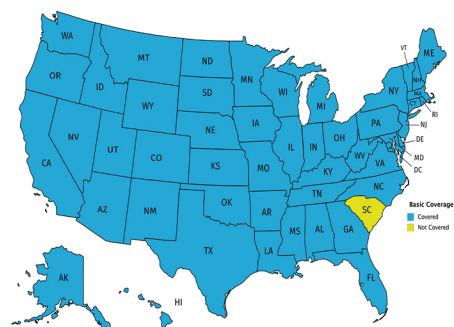 WA
MT
ND
MN
ME
VT
NH
OR
ID
SD
WI
MI
NY
MA
CT
RI
WY
IA
PA
NJ
NE
OH
NV
UT
CO
IL
IN
WV
DE
MD
DC
CA
KS
MO
KY
VA
AZ
NM
OK
TN
NC
AR
SC
MS
AL
GA
TX
LA
FL
AK
HI
Basic Coverage
Covered
Not Covered